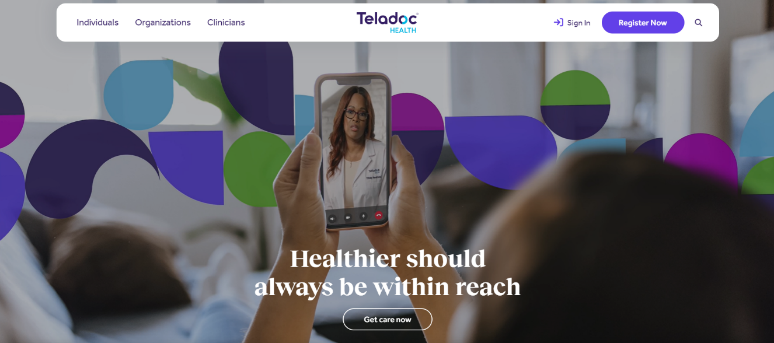 Individuals
Organizations
Clinicians
Teladoc
HEALTH
Sign In
Register Now
Healthier should
always be within reach
Get care now